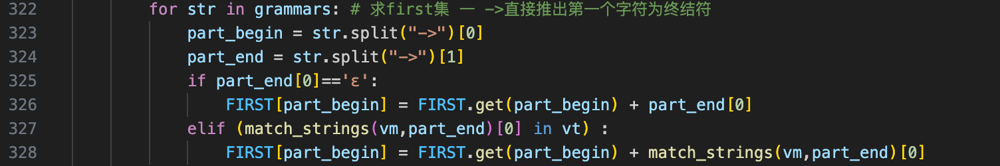 322 for str in grammars: # 求first集 一 ->直接推出第一个字符为终结符
323 part_begin = str.split("->")[0]
324 part_end = str.split("->")[1]
325 if part_end[0]=='ε':
326 FIRST[part_begin] = FIRST.get(part_begin) + part_end[0]
327 elif (match_strings(vm,part_end)[0] in vt) :
328 FIRST[part_begin] = FIRST.get(part_begin) + match_strings(vm,part_end)[0]